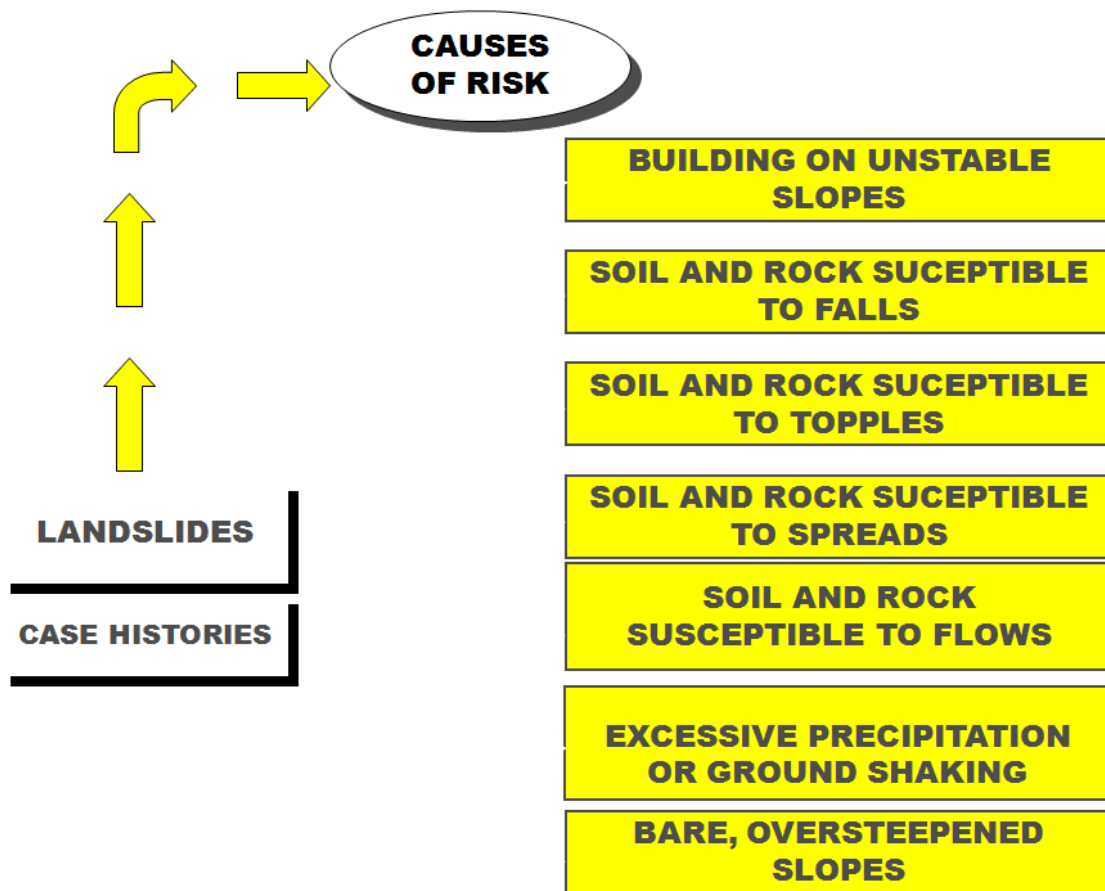 CAUSES
OF RISK
BUILDING ON UNSTABLE
SLOPES
SOIL AND ROCK SUCEPTIBLE
TO FALLS
SOIL AND ROCK SUCEPTIBLE
TO TOPPLES
SOIL AND ROCK SUCEPTIBLE
TO SPREADS
SOIL AND ROCK
SUSCEPTIBLE TO FLOWS
EXCESSIVE PRECIPITATION
OR GROUND SHAKING
BARE, OVERSTEEPENED
SLOPES
LANDSLIDES
CASE HISTORIES